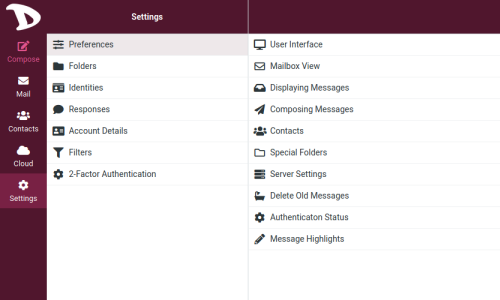 Settings
Compose
Mail
Contacts
Cloud
Settings
Preferences
Folders
Identities
Responses
Account Details
Filters
2-Factor Authentication
User Interface
Mailbox View
Displaying Messages
Composing Messages
Contacts
Special Folders
Server Settings
Delete Old Messages
Authenticaton Status
Message Highlights